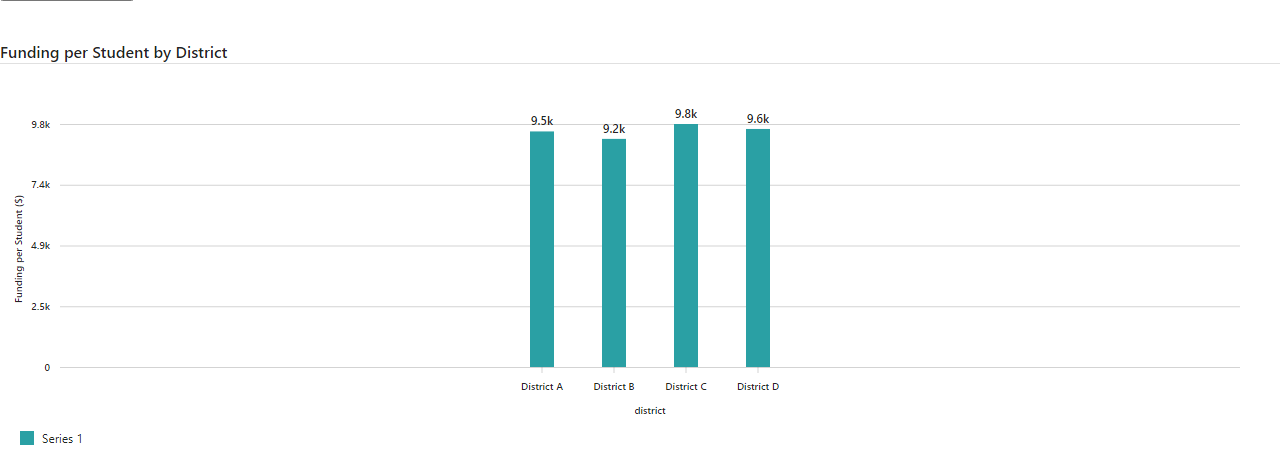 Funding per Student by District
9.5k
9.2k
9.8k
9.6k
9.8k
7.4k
4.9k
2.5k
0
Funding per Student ($)
District A
District B
District C
District D
district
Series 1